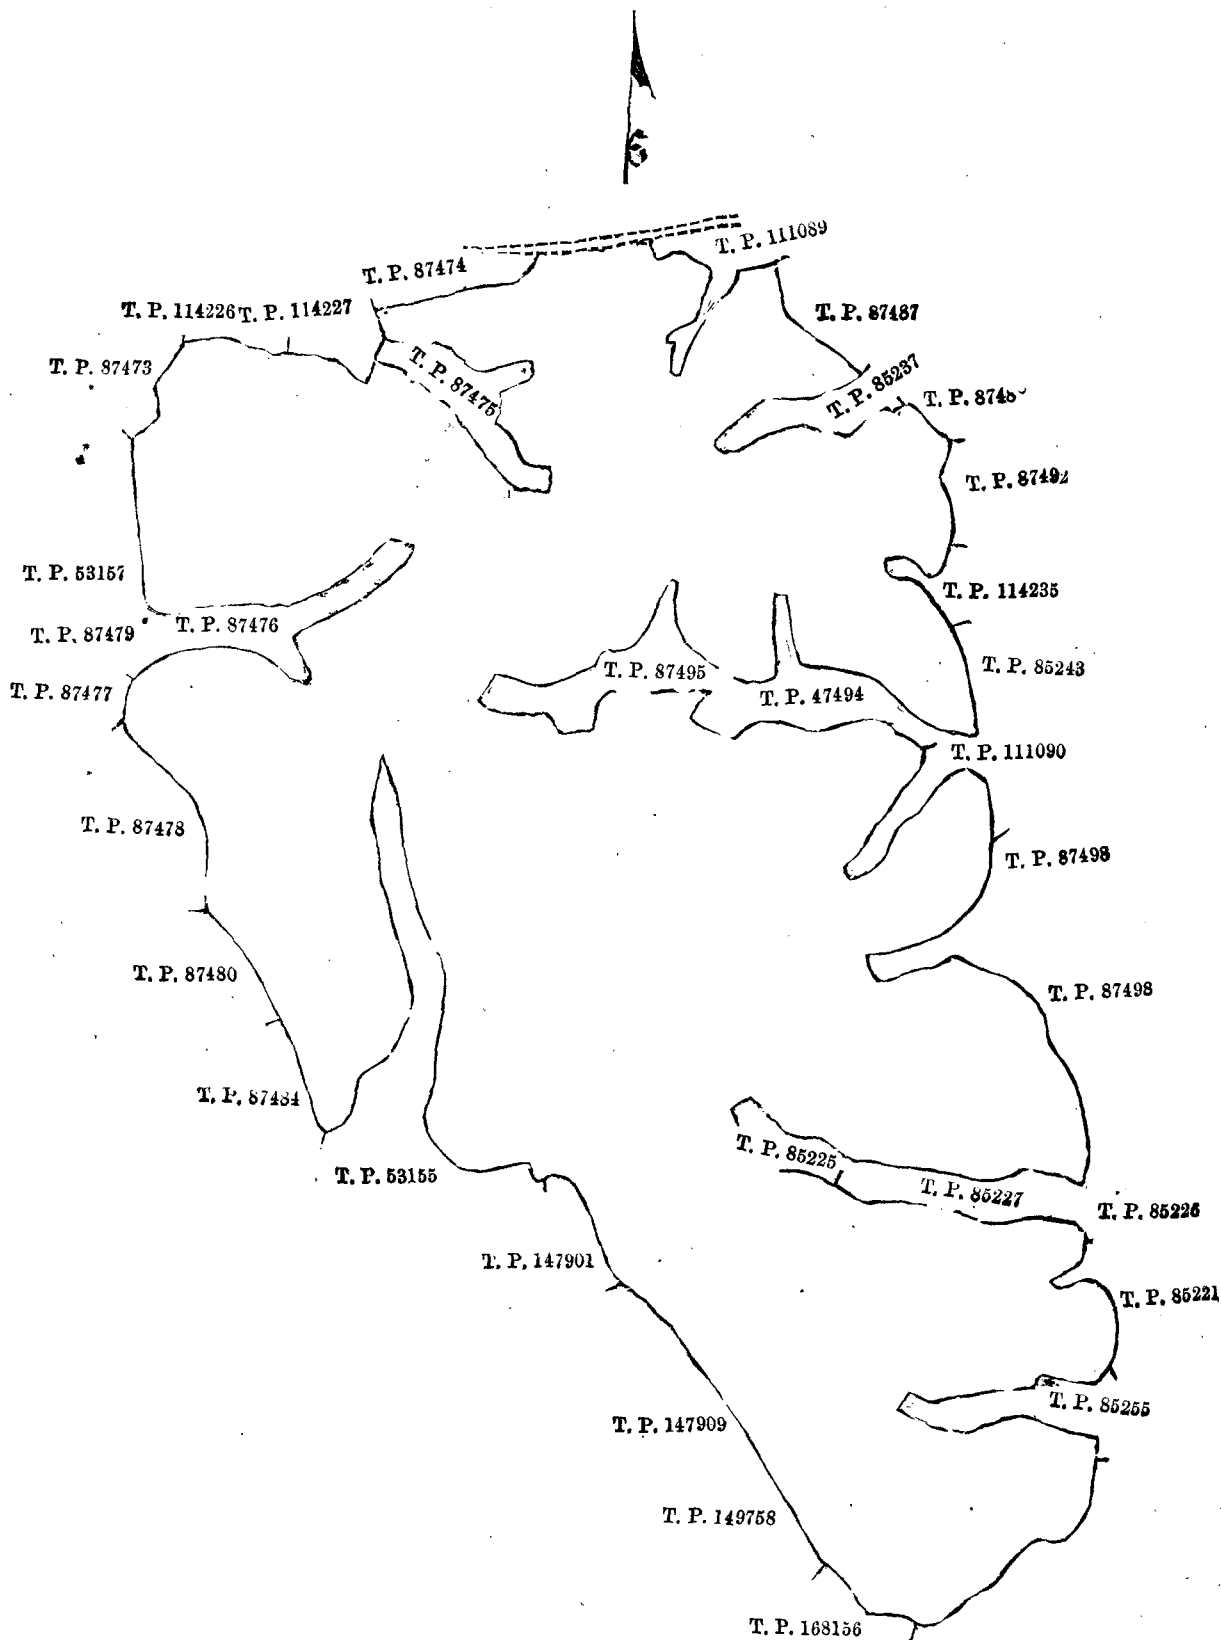 T. P. 111089
T. P. 87474
T. P. 114226 T. P. 114227
T. P. 87487
T. P. 87473
T. P. 87475
T. P. 85237
T. P. 87492
T. P. 53157
T. P. 114235
T. P. 87479
T. P. 87476
T. P. 85243
T. P. 87495
T. P. 87477
T. P. 47494
T. P. 111090
T. P. 87478
T. P. 87498
T. P. 87480
T. P. 87498
T. P. 87484
T. P. 85225
T. P. 53155
T. P. 85227
T. P. 85226
T. P. 147901
T. P. 85221
T. P. 85255
T. P. 147909
T. P. 149758
T. P. 168156